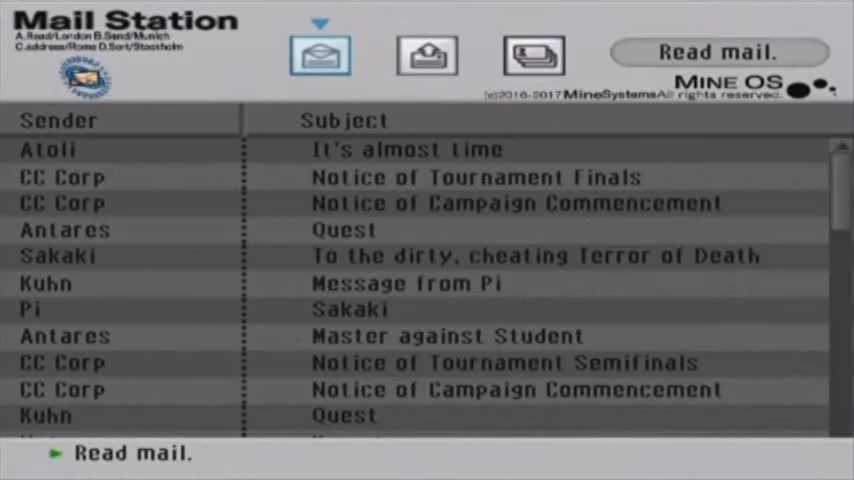 Mail Station
A.Read/London B.Send/Munich
C.address/Rome D.Sort/Stockholm
Read mail.
MINE OS
(c)2016-2017 MineSystems All rights reserved.
Sender Subject
Atoli It's almost time
CC Corp Notice of Tournament Finals
CC Corp Notice of Campaign Commencement
Antares Quest
Sakaki To the dirty, cheating Terror of Death
Kuhn Message from Pi
Pi Sakaki
Antares Master against Student
CC Corp Notice of Tournament Semifinals
CC Corp Notice of Campaign Commencement
Kuhn Quest
Read mail.